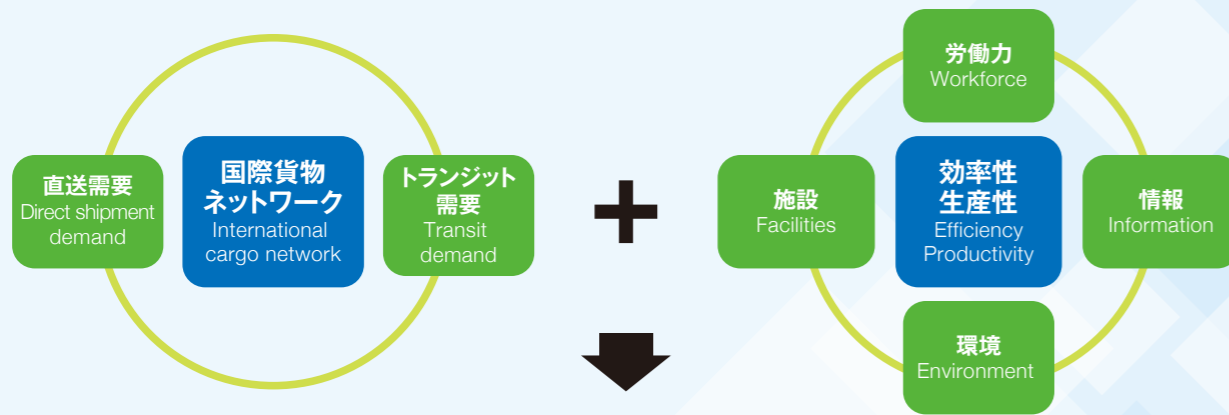 直送需要
Direct shipment
demand
国際貨物
ネットワーク
International
cargo network
トランジット
需要
Transit
demand
+
労働力
Workforce
施設
Facilities
効率性
生産性
Efficiency
Productivity
情報
Information
環境
Environment